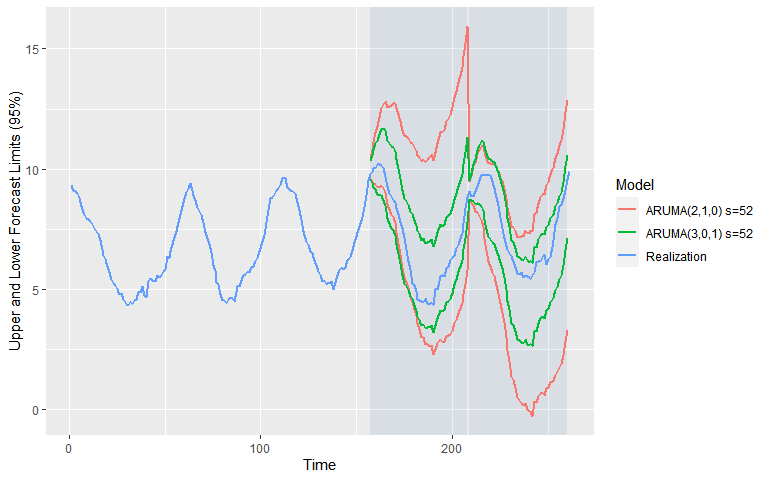 Upper and Lower Forecast Limits (95%)
15
10
5
0
0
100
200
Time
Model
ARUMA(2,1,0) s=52
ARUMA(3,0,1) s=52
Realization